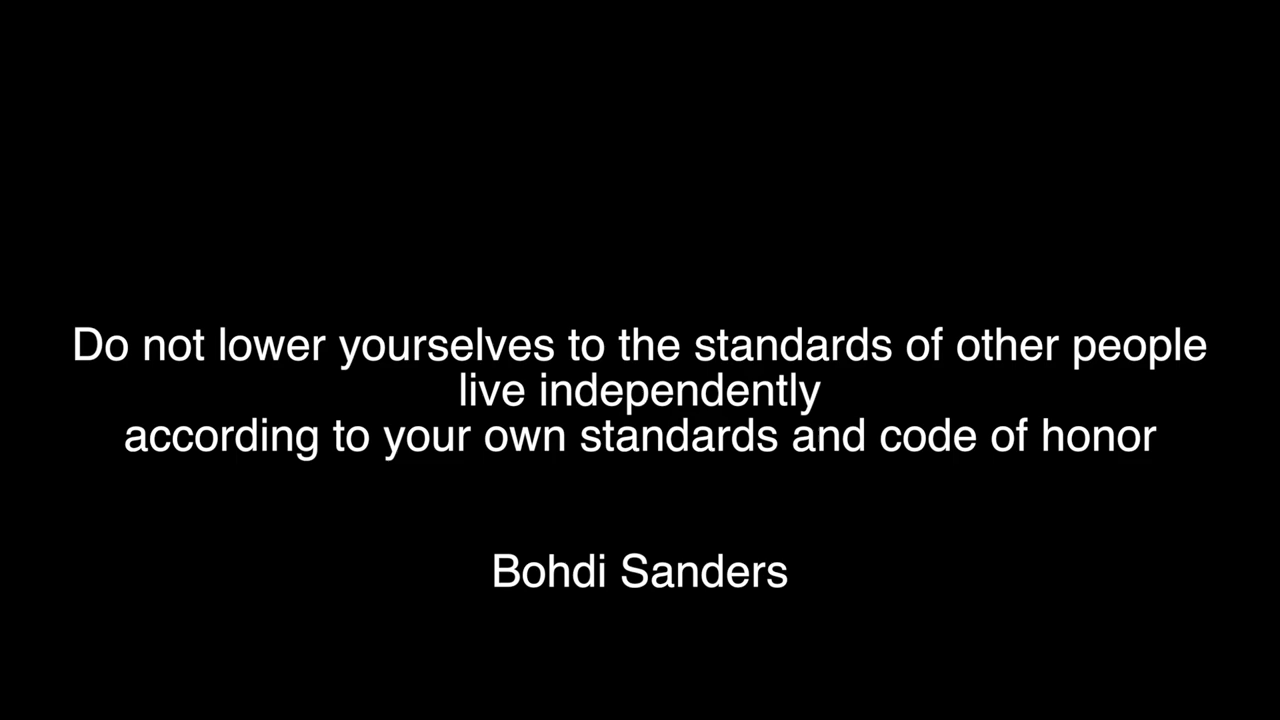 Do not lower yourselves to the standards of other people
live independently
according to your own standards and code of honor
Bohdi Sanders